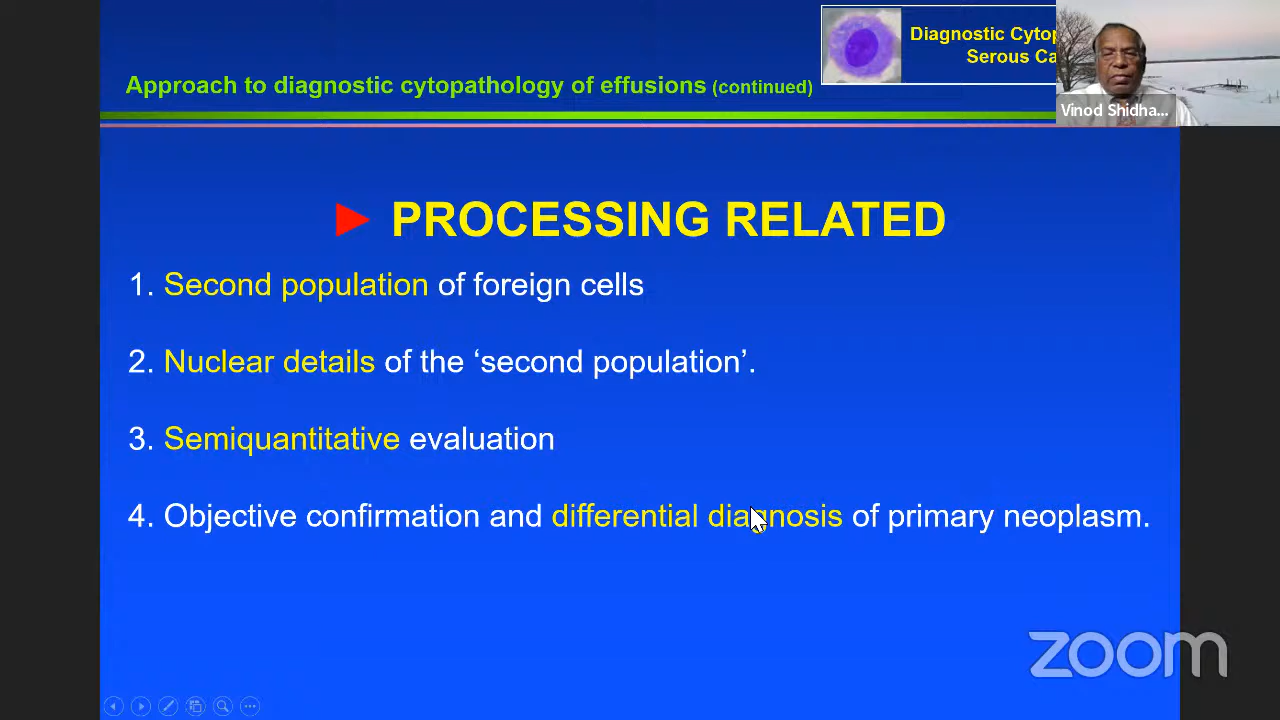 Diagnostic
Serous
Approach to diagnostic cytopathology of effusions (continued)
Vinod Shidha...
► PROCESSING RELATED
1. Second population of foreign cells
2. Nuclear details of the ‘second population’.
3. Semiquantitative evaluation
4. Objective confirmation and differential diagnosis of primary neoplasm.
zoom